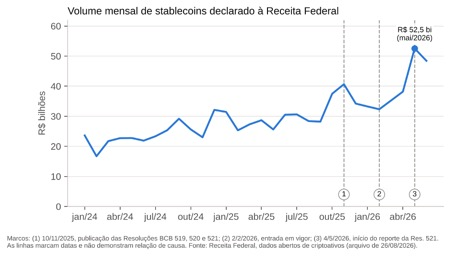 Volume mensal de stablecoins declarado à Receita Federal
R$ 52,5 bi
(mai/2026)
R$ bilhões
60
50
40
30
20
10
0
1 2 3
jan/24 abr/24 jul/24 out/24 jan/25 abr/25 jul/25 out/25 jan/26 abr/26
Marcos: (1) 10/11/2025, publicação das Resoluções BCB 519, 520 e 521; (2) 2/2/2026, entrada em vigor; (3) 4/5/2026, início do reporte da Res. 521.
As linhas marcam datas e não demonstram relação de causa. Fonte: Receita Federal, dados abertos de criptoativos (arquivo de 26/08/2026).